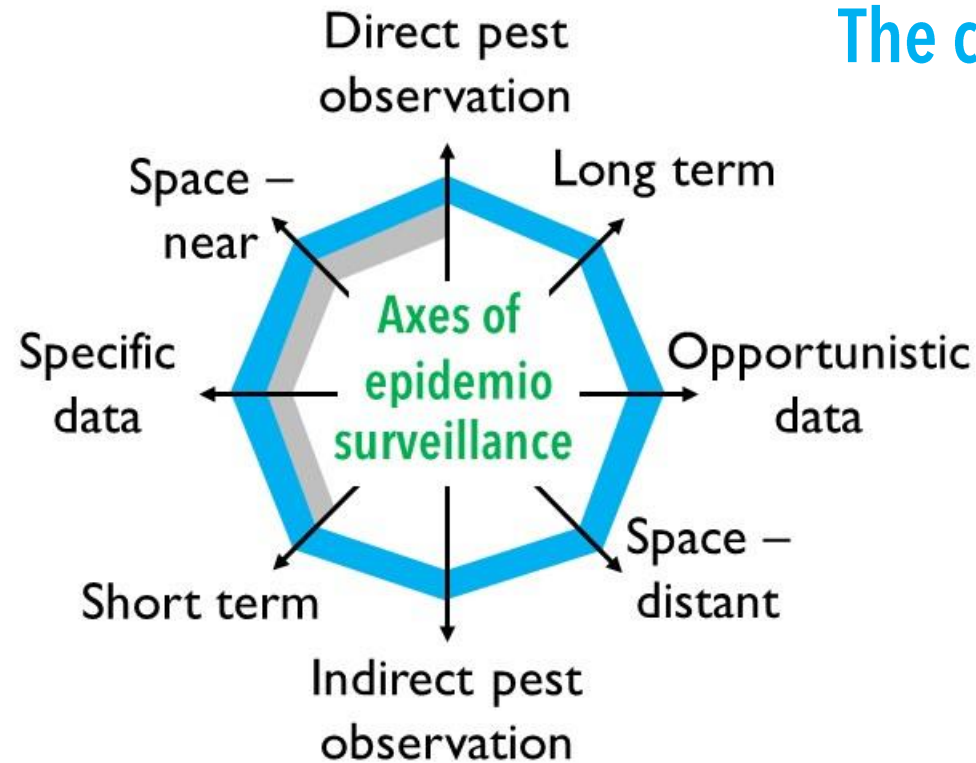 Direct pest
observation
The
Space –
near
Long term
Specific
data
Axes of
epidemio
surveillance
Opportunistic
data
Short term
Space –
distant
Indirect pest
observation